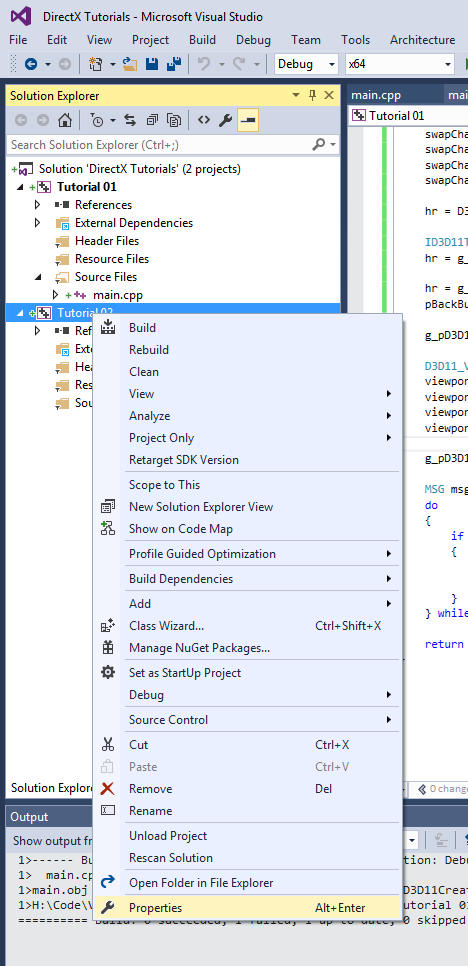 DirectX Tutorials - Microsoft Visual Studio
File Edit View Project Build Debug Team Tools Architecture
Debug x64
Solution Explorer
Search Solution Explorer (Ctrl+;)
Solution 'DirectX Tutorials' (2 projects)
Tutorial 01
References
External Dependencies
Header Files
Resource Files
Source Files
main.cpp
Tutorial 02
Ref
Exte
Hea
Res
Sou
Build
Rebuild
Clean
View
Analyze
Project Only
Retarget SDK Version
Scope to This
New Solution Explorer View
Show on Code Map
Profile Guided Optimization
Build Dependencies
Add
Class Wizard... Ctrl+Shift+X
Manage NuGet Packages...
Set as StartUp Project
Debug
Source Control
Cut Ctrl+X
Paste Ctrl+V
Remove Del
Rename
Unload Project
Rescan Solution
Open Folder in File Explorer
Properties Alt+Enter
main.cpp mai
Tutorial 01
swapCha
swapCha
swapCha
swapCha
hr = D3
ID3D11T
hr = g_
hr = g_
pBackBu
g_pD3D1
D3D11_V
viewpor
viewpor
viewpor
viewpor
g_pD3D1
MSG msg
do
{
if
{
}
} while
return
0 change
Solution Explore
Output
Show output fr
1>------ Bu tion: Debu
1> main.cp
1>main.obj D3D11Creat
1>H:\Code\V utorial 01
========== Build: 0 succeeded, 1 failed, 1 up-to-date, 0 skipped